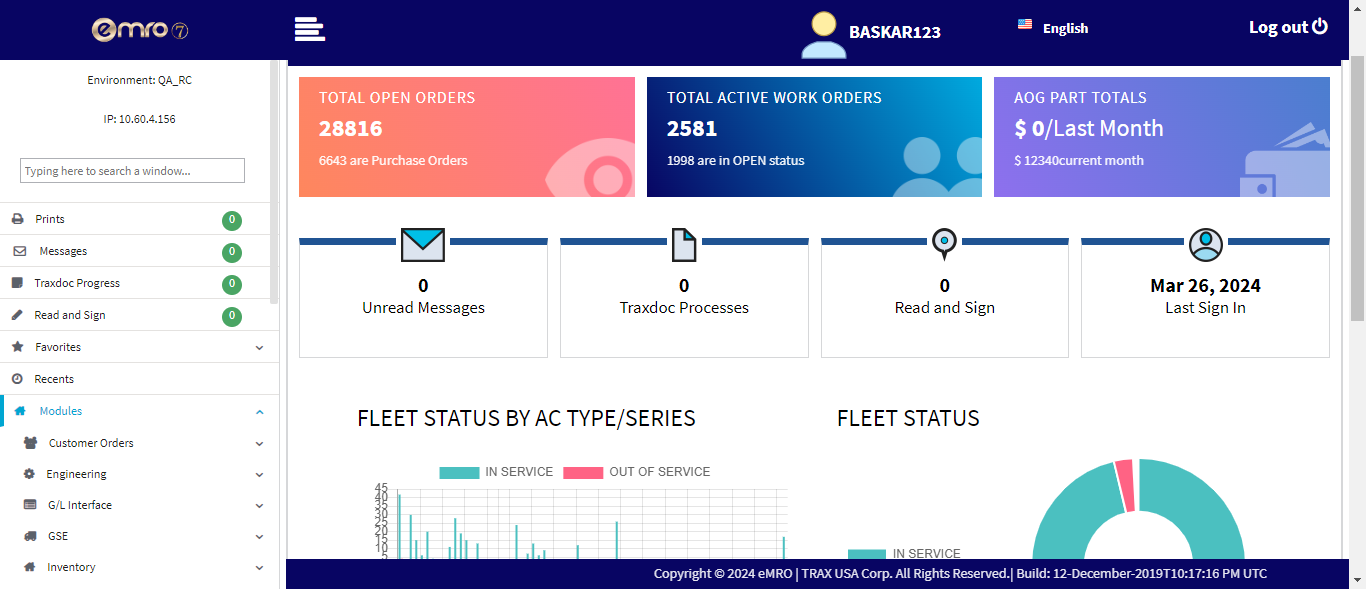 emro 7
BASKAR123
English
Log out
Environment: QA_RC
IP: 10.60.4.156
Typing here to search a window...
Prints 0
Messages 0
Traxdoc Progress 0
Read and Sign 0
Favorites
Recents
Modules
Customer Orders
Engineering
G/L Interface
GSE
Inventory
TOTAL OPEN ORDERS
28816
6643 are Purchase Orders
TOTAL ACTIVE WORK ORDERS
2581
1998 are in OPEN status
AOG PART TOTALS
$ 0/Last Month
$ 12340current month
0
Unread Messages
0
Traxdoc Processes
0
Read and Sign
Mar 26, 2024
Last Sign In
FLEET STATUS BY AC TYPE/SERIES
IN SERVICE OUT OF SERVICE
45
40
35
30
25
20
15
10
5
FLEET STATUS
IN SERVICE
Copyright © 2024 eMRO | TRAX USA Corp. All Rights Reserved.| Build: 12-December-2019T10:17:16 PM UTC